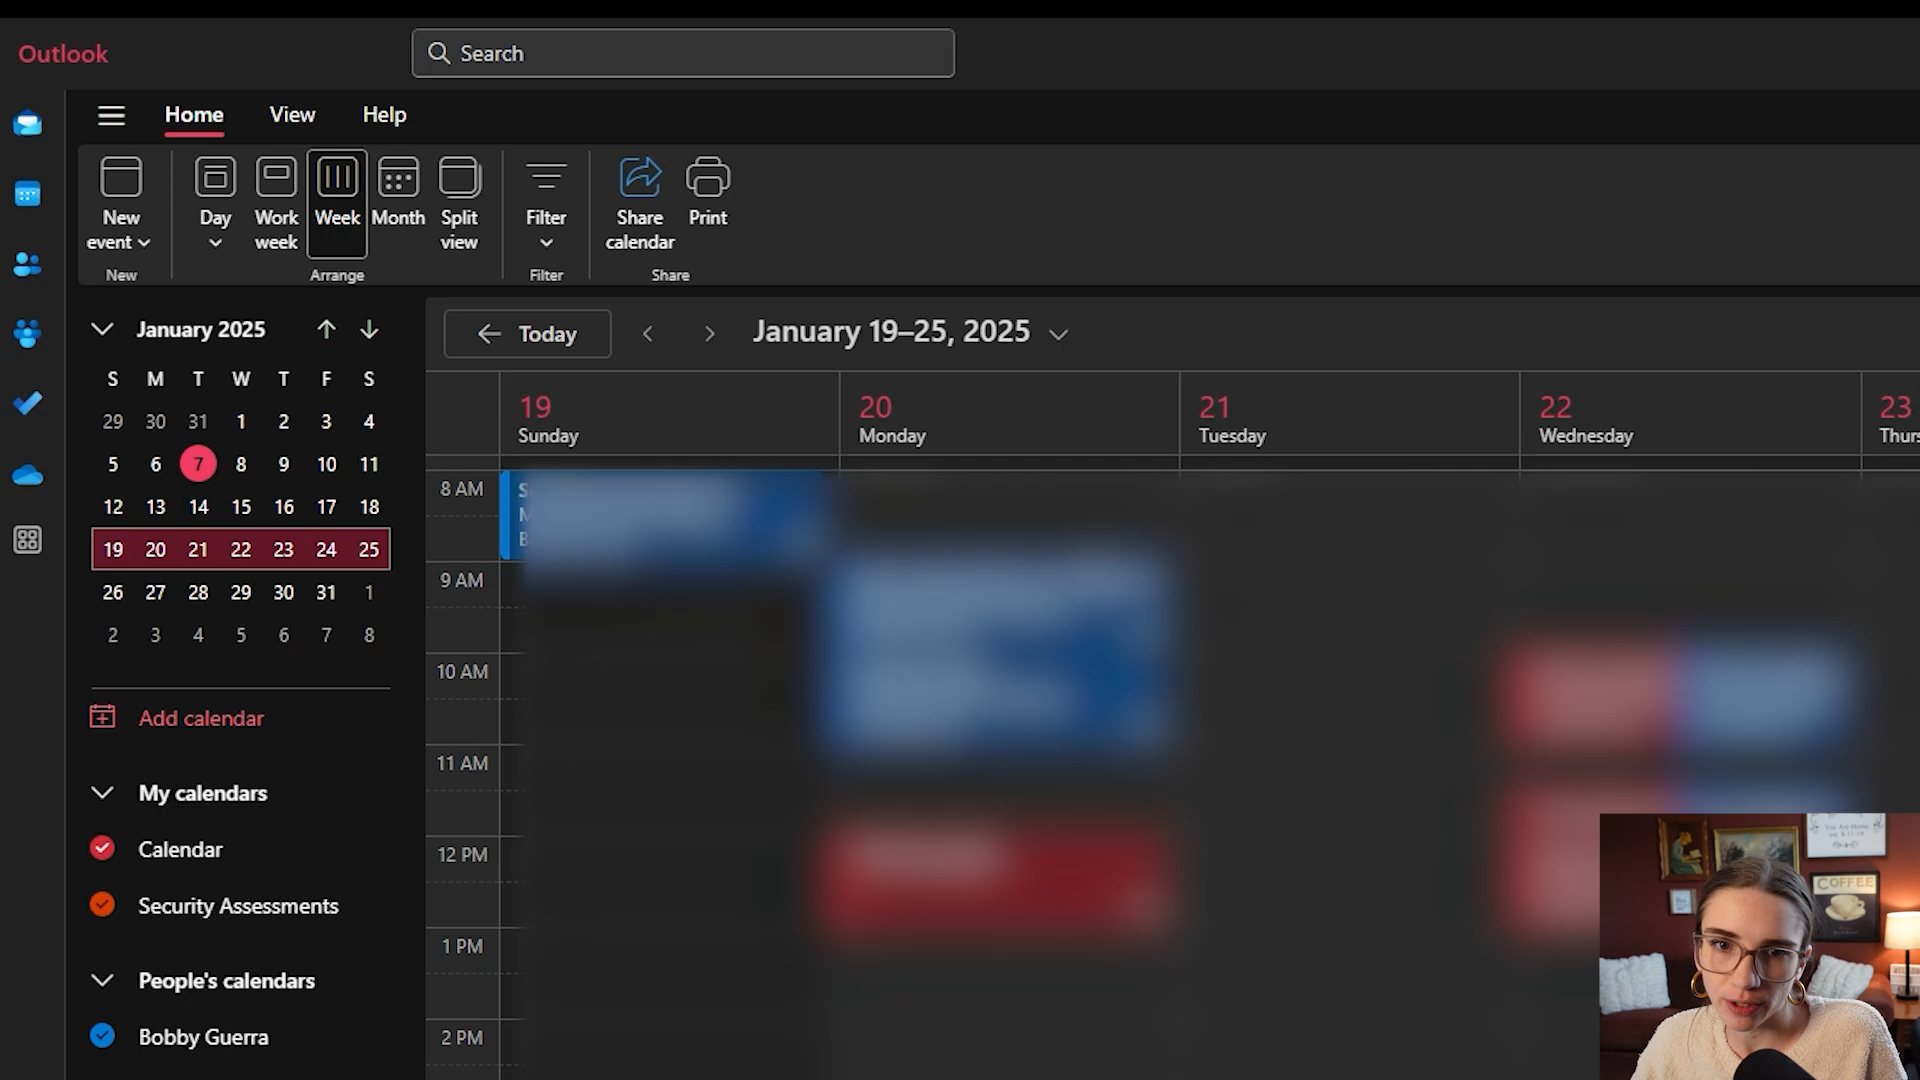 Outlook
Search
Home View Help
New event
Day
Work week
Week
Month
Split view
Filter
Share calendar
Print
New
Arrange
Filter
Share
January 2025
S M T W T F S
29 30 31 1 2 3 4
5 6 7 8 9 10 11
12 13 14 15 16 17 18
19 20 21 22 23 24 25
26 27 28 29 30 31 1
2 3 4 5 6 7 8
Add calendar
My calendars
Calendar
Security Assessments
People's calendars
Bobby Guerra
Today
January 19–25, 2025
19 20 21 22 23
Sunday Monday Tuesday Wednesday Thurs
8 AM
S
M
B
9 AM
10 AM
11 AM
12 PM
1 PM
2 PM
COFFEE